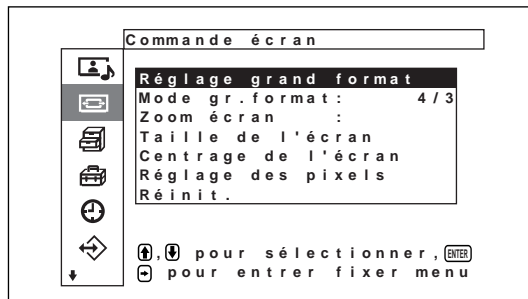 Commande écran
Réglage grand format
Mode gr.format: 4/3
Zoom écran :
Taille de l'écran
Centrage de l'écran
Réglage des pixels
Réinit.
, pour sélectionner, ENTER
pour entrer fixer menu